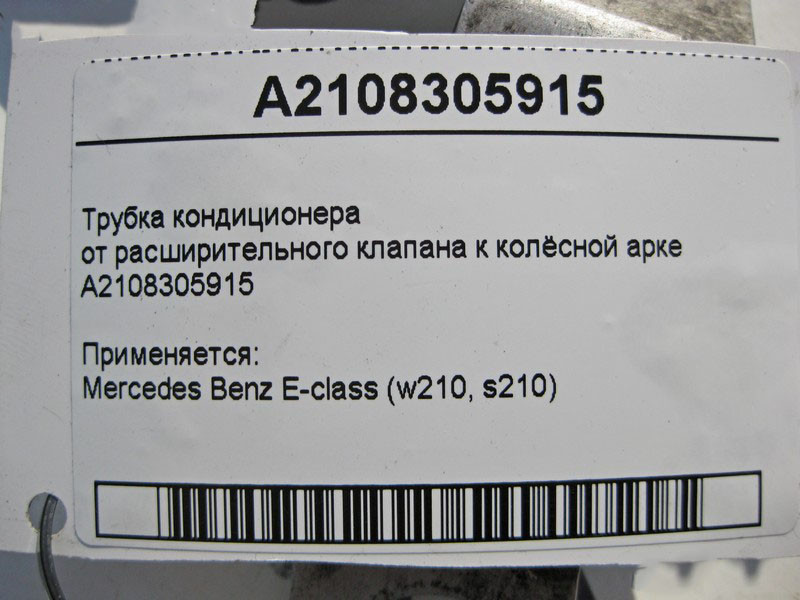 A2108305915
Трубка кондиционера
от расширительного клапана к колёсной арке
A2108305915
Применяется:
Mercedes Benz E-class (w210, s210)